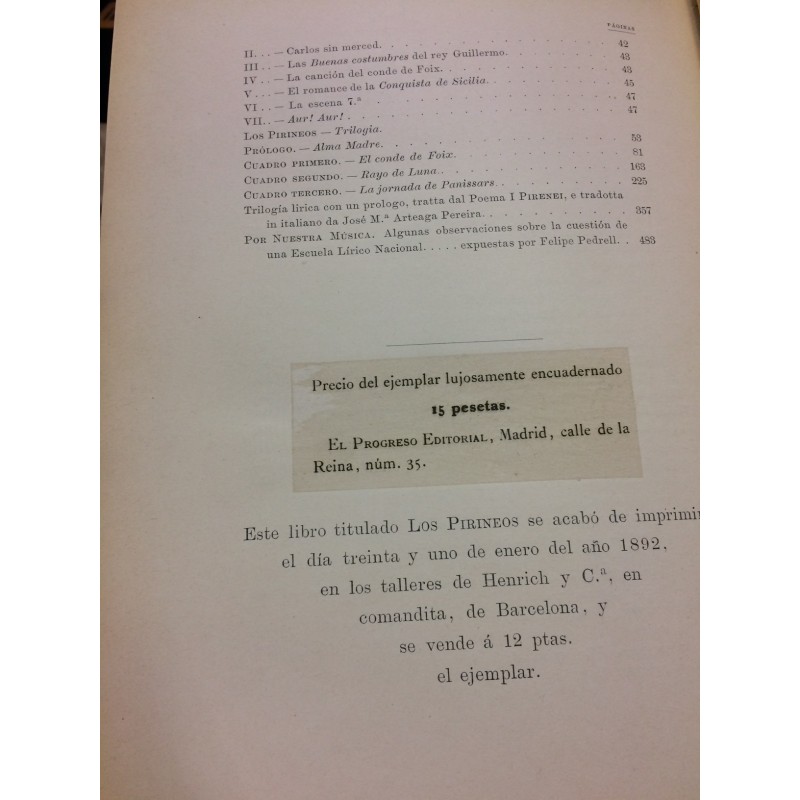 PÁGINAS
II. . . — Carlos sin merced. . . . . . . . . . . . . . . 42
III . . — Las Buenas costumbres del rey Guillermo. . . . . . . 43
IV . . — La canción del conde de Foix. . . . . . . . . . . 43
V . . . — El romance de la Conquista de Sicilia. . . . . . . . 45
VI . . — La escena 7.ª . . . . . . . . . . . . . . . 47
VII. . — Aur! Aur! . . . . . . . . . . . . . . . . 47
LOS PIRINEOS — Trilogia.
PRÓLOGO. — Alma Madre. . . . . . . . . . . . . . . 53
CUADRO PRIMERO. — El conde de Foix. . . . . . . . . . . 81
CUADRO SEGUNDO. — Rayo de Luna. . . . . . . . . . . 163
CUADRO TERCERO. — La jornada de Panissars . . . . . . . . 225
Trilogía lirica con un prologo, tratta dal Poema I PIRENEI, e tradotta
in italiano da José M.ª Arteaga Pereira. . . . . . . . . . 357
POR NUESTRA MÚSICA. Algunas observaciones sobre la cuestión de
una Escuela Lírico Nacional. . . . . expuestas por Felipe Pedrell. . 483
Precio del ejemplar lujosamente encuadernado
15 pesetas.
EL PROGRESO EDITORIAL, Madrid, calle de la
Reina, núm. 35.
Este libro titulado LOS PIRINEOS se acabó de imprimir
el día treinta y uno de enero del año 1892,
en los talleres de Henrich y C.ª, en
comandita, de Barcelona, y
se vende á 12 ptas.
el ejemplar.